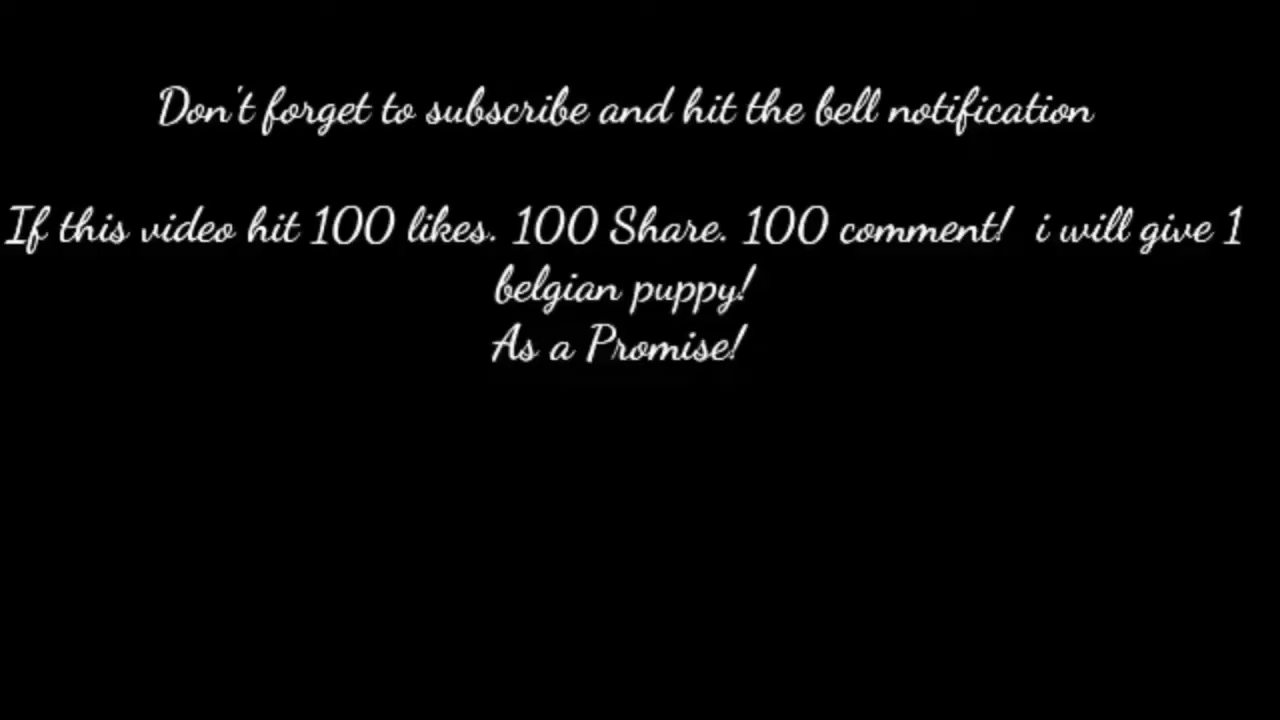 Don't forget to subscribe and hit the bell notification
If this video hit 100 likes. 100 Share. 100 comment!  i will give 1
belgian puppy!
As a Promise!